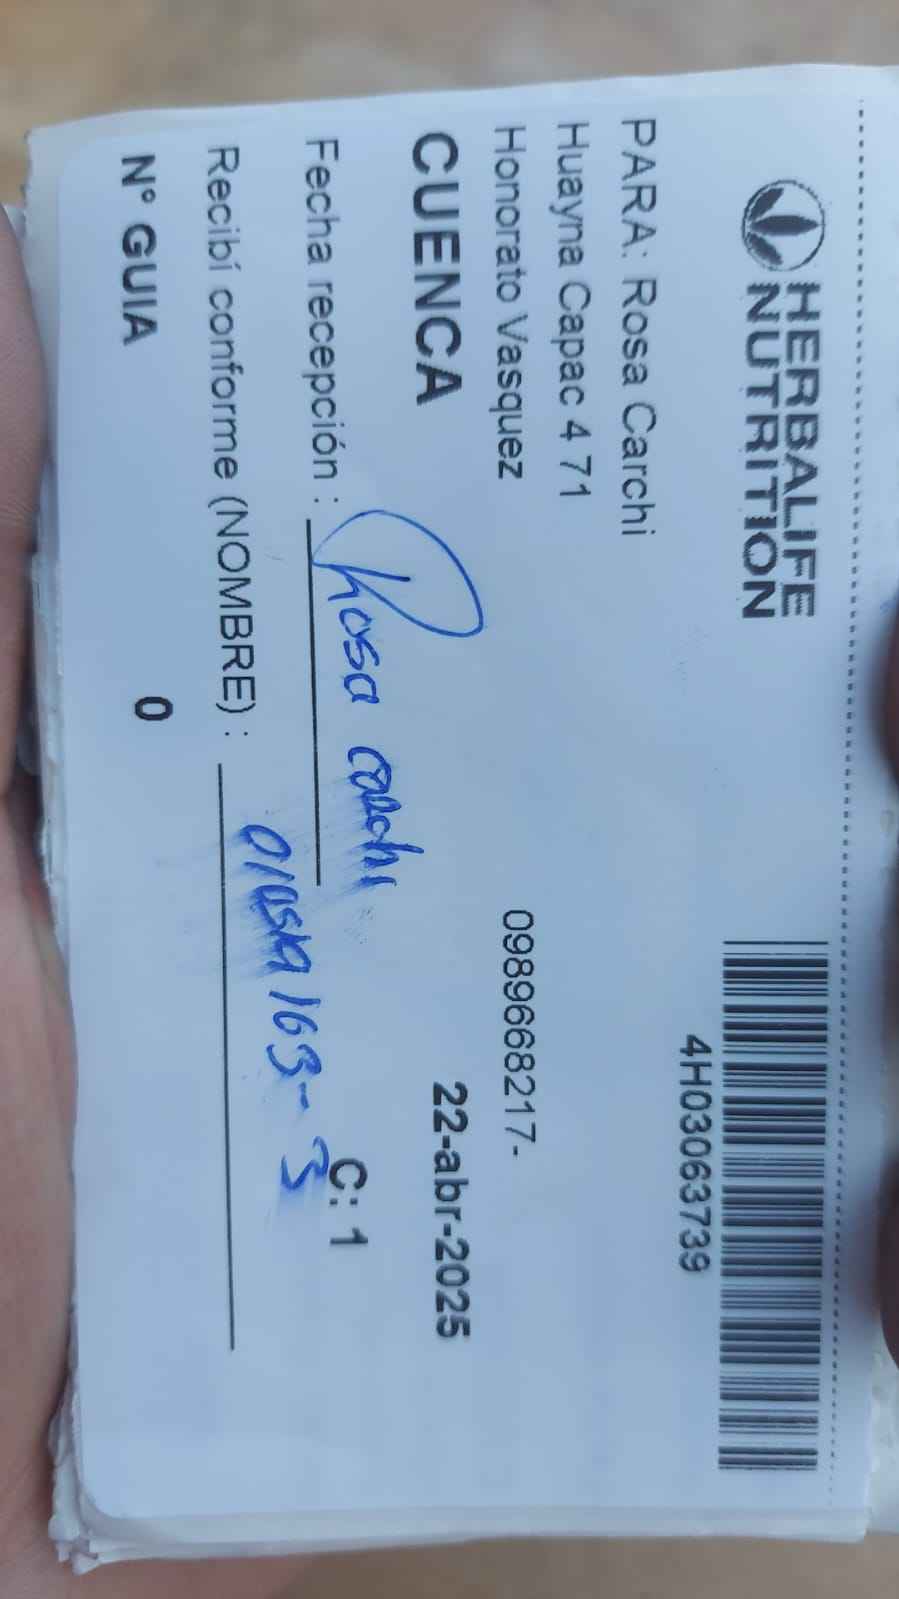 HERBALIFE
NUTRITION
4H03063739
PARA: Rosa Carchi
Huayna Capac 4 71
Honorato Vasquez
0989668217-
CUENCA
22-abr-2025
Fecha recepción :
Rosa Carchi
C: 1
Recibí conforme (NOMBRE) :
N° GUIA
0